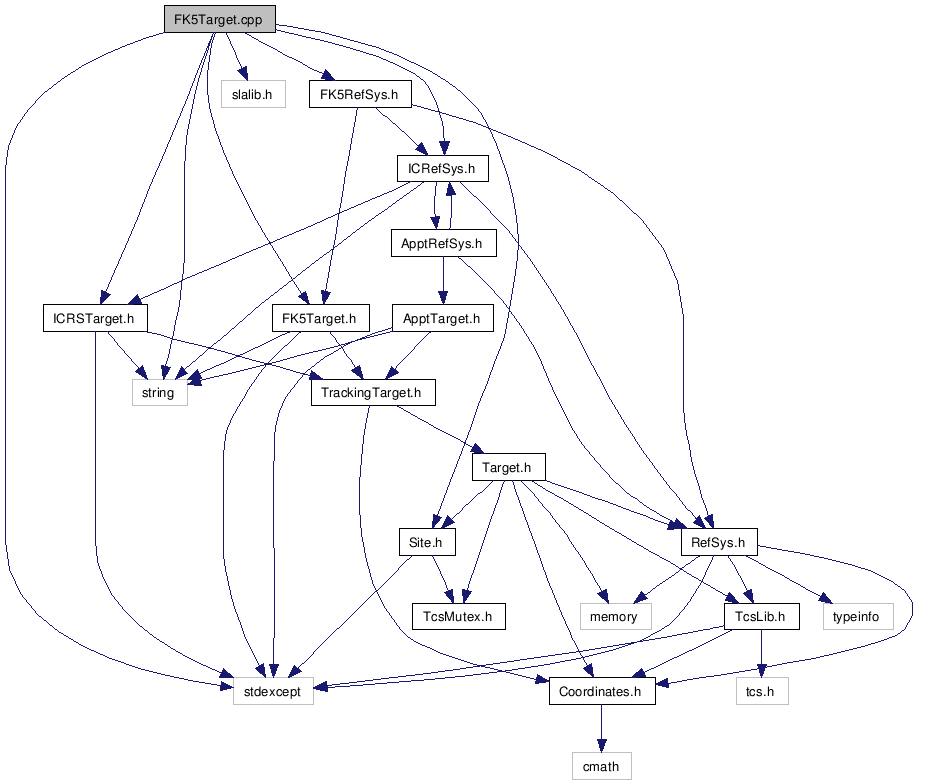 FK5Target.cpp
slalib.h
FK5RefSys.h
ICRefSys.h
ApptRefSys.h
ICRSTarget.h
FK5Target.h
ApptTarget.h
string
TrackingTarget.h
Target.h
Site.h
RefSys.h
TcsMutex.h
memory
TcsLib.h
typeinfo
stdexcept
Coordinates.h
tcs.h
cmath